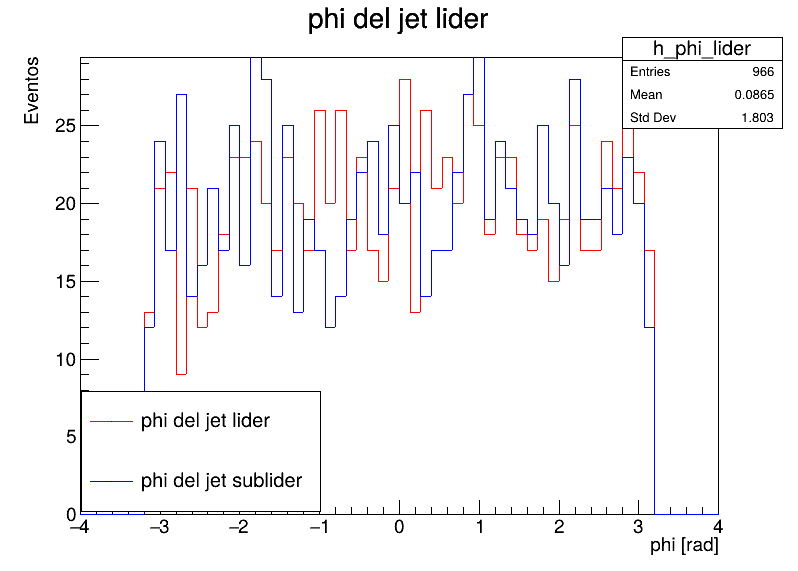 phi del jet lider
h_phi_lider
Entries 966
Mean 0.0865
Std Dev 1.803
Eventos
25
20
15
10
5
0
phi del jet lider
phi del jet sublider
−4 −3 −2 −1 0 1 2 3 4
phi [rad]